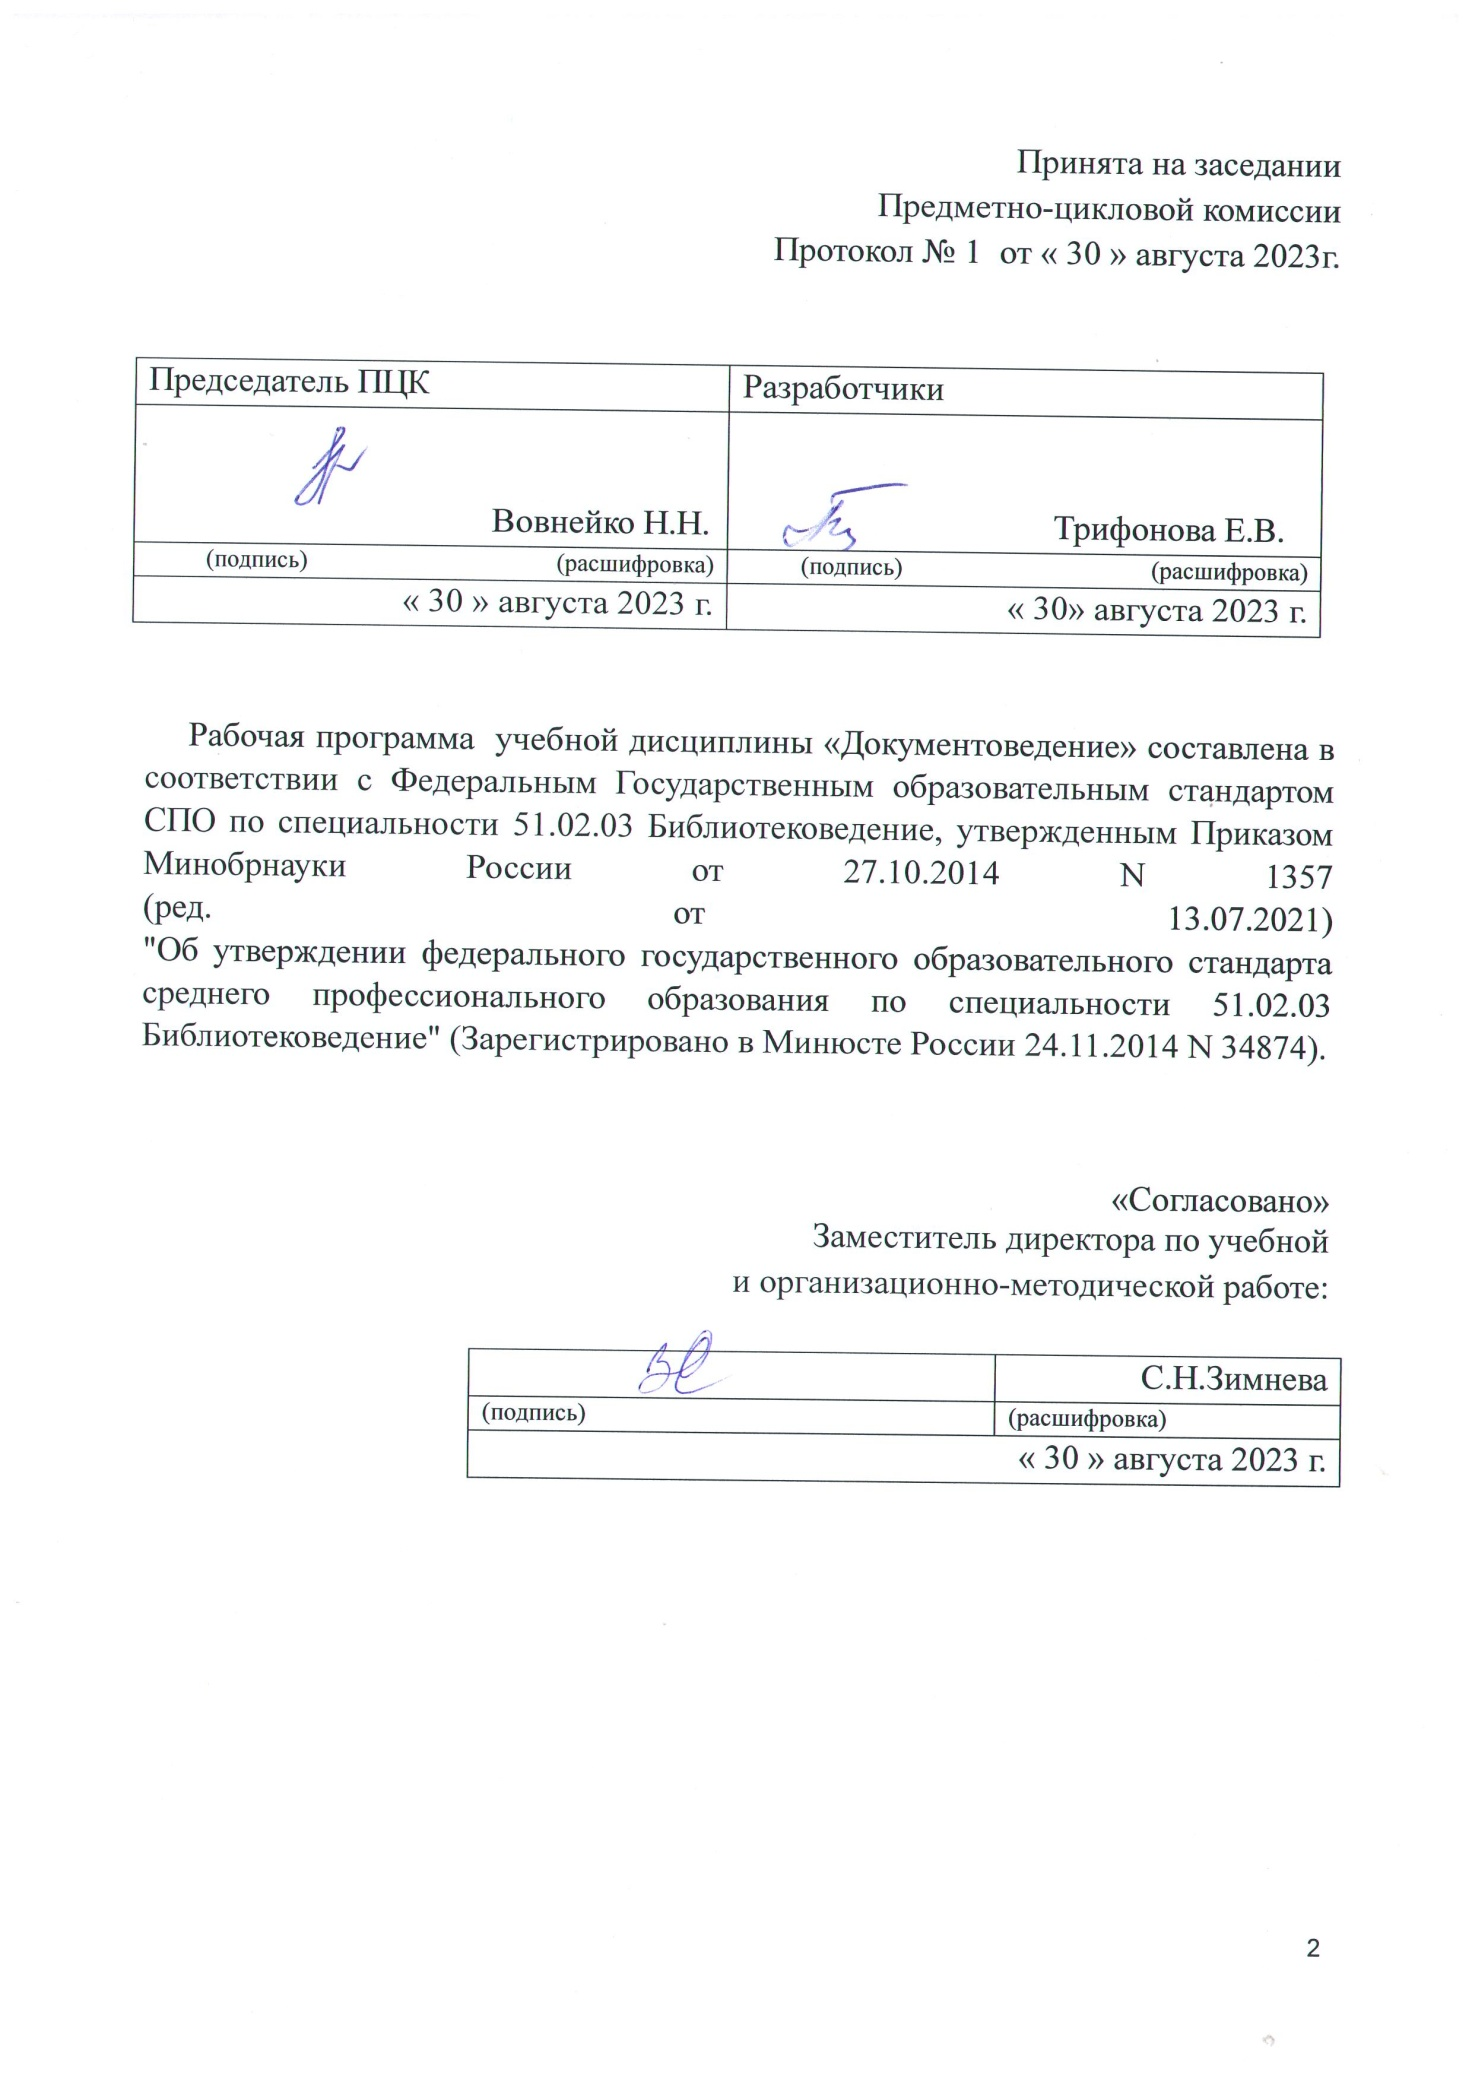 Принята на заседании
Предметно-цикловой комиссии
Протокол № 1 от « 30 » августа 2023г.
Председатель ПЦК
Разработчики
Вовнейко Н.Н.
Трифонова Е.В.
(подпись) (расшифровка)
(подпись) (расшифровка)
« 30 » августа 2023 г.
« 30» августа 2023 г.
Рабочая программа учебной дисциплины «Документоведение» составлена в
соответствии с Федеральным Государственным образовательным стандартом
СПО по специальности 51.02.03 Библиотековедение, утвержденным Приказом
Минобрнауки России от 27.10.2014 N 1357
(ред. от 13.07.2021)
"Об утверждении федерального государственного образовательного стандарта
среднего профессионального образования по специальности 51.02.03
Библиотековедение" (Зарегистрировано в Минюсте России 24.11.2014 N 34874).
«Согласовано»
Заместитель директора по учебной
и организационно-методической работе:
С.Н.Зимнева
(подпись) (расшифровка)
« 30 » августа 2023 г.
2